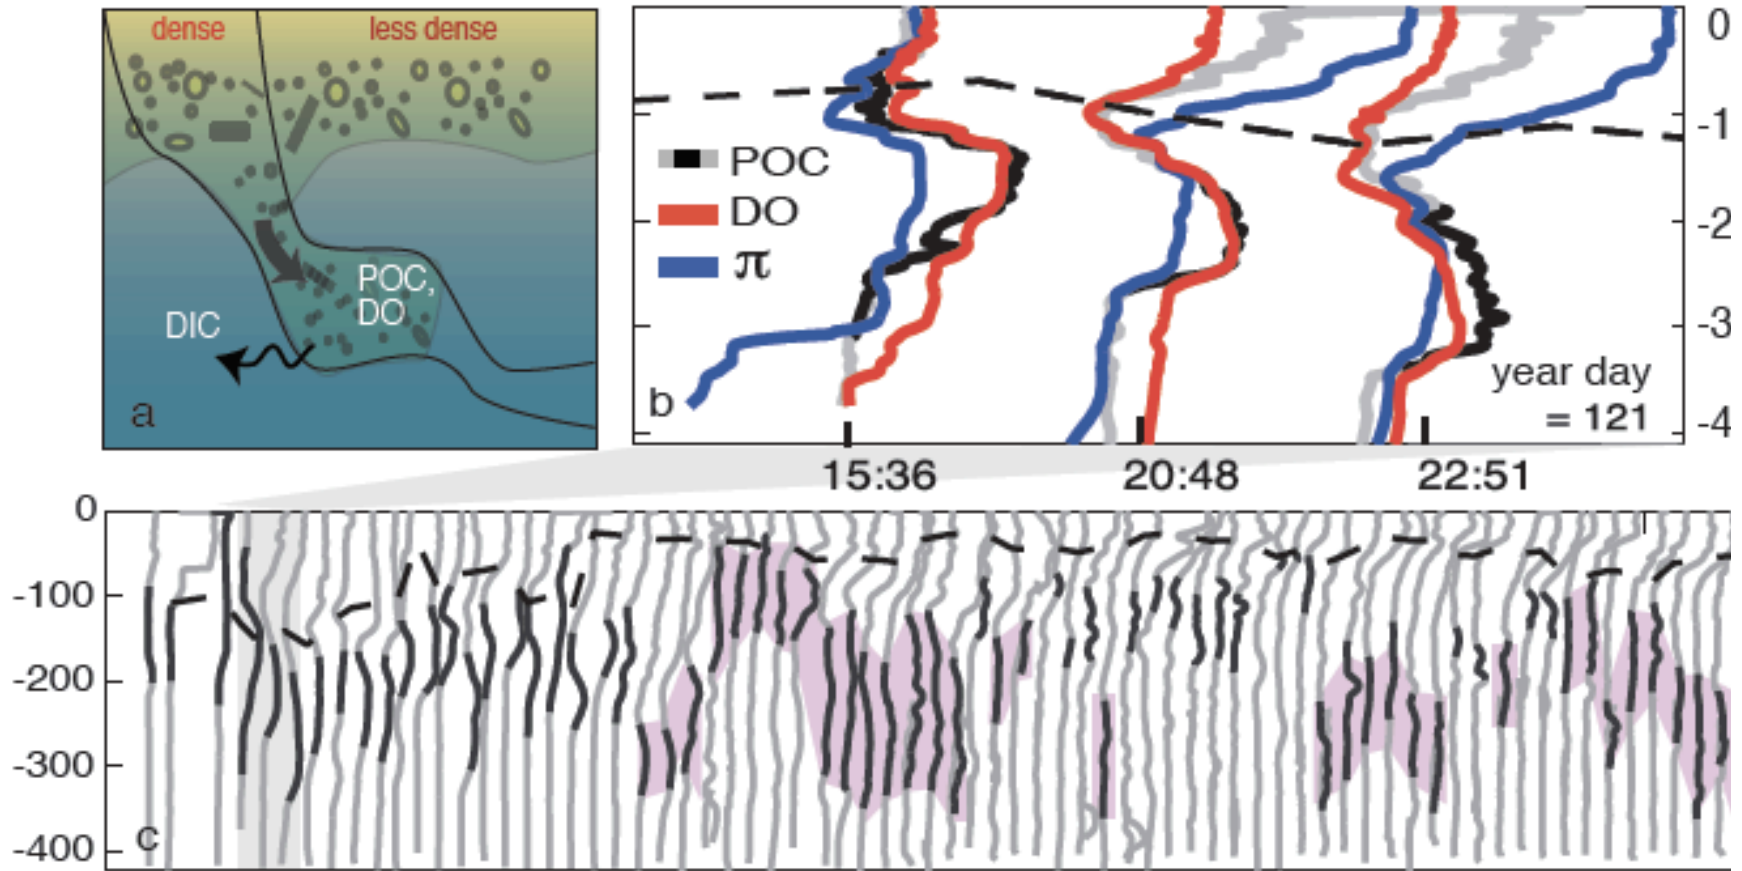 dense
less dense
POC,
DO
DIC
a
POC
DO
π
b
year day
= 121
0
-1
-2
-3
-4
15:36
20:48
22:51
0
-100
-200
-300
-400
c